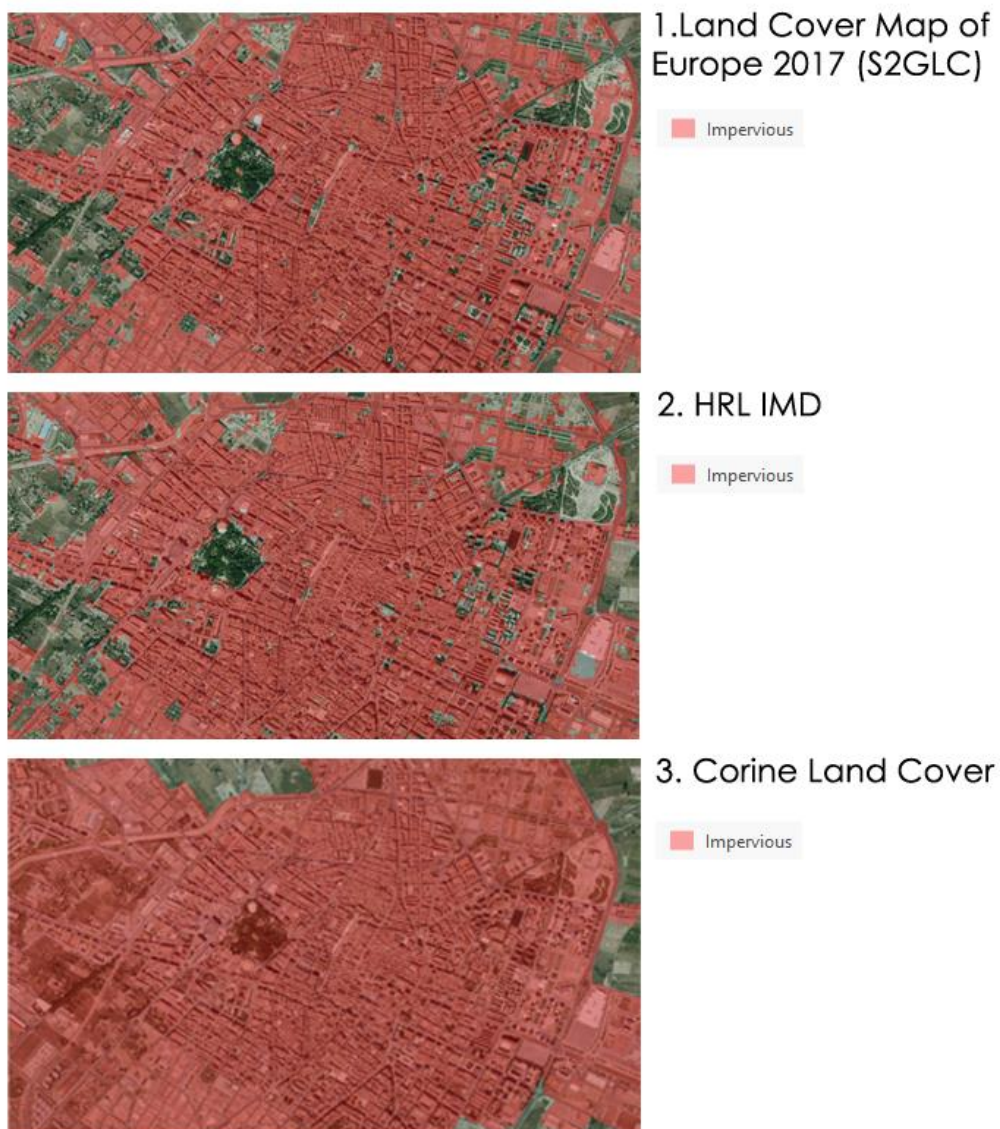 1.Land Cover Map of
Europe 2017 (S2GLC)
Impervious
2. HRL IMD
Impervious
3. Corine Land Cover
Impervious